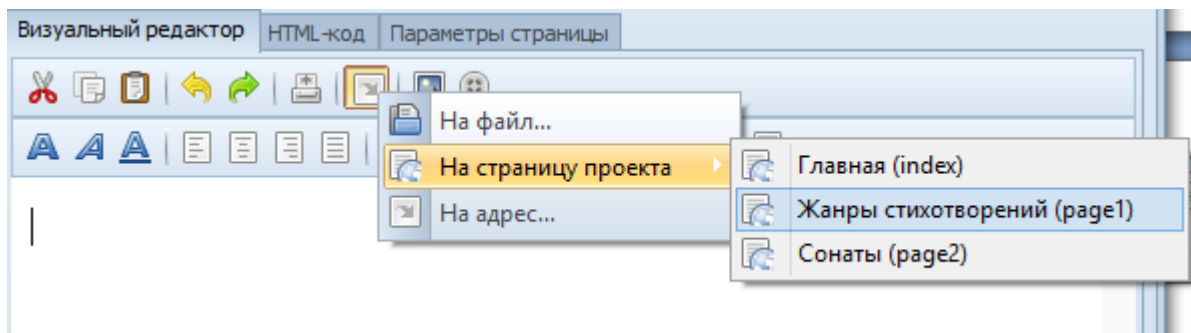 Визуальный редактор HTML-код Параметры страницы
На файл...
На страницу проекта
На адрес...
Главная (index)
Жанры стихотворений (page1)
Сонаты (page2)